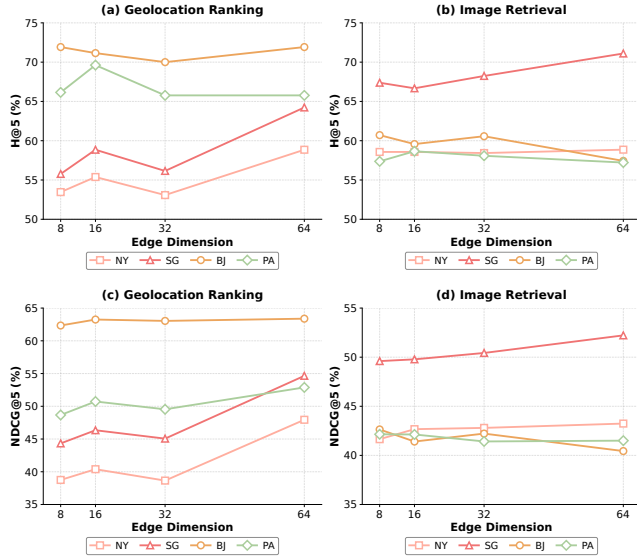 (a) Geolocation Ranking
75
70
65
60
55
50
H@5 (%)
8 16 32 64
Edge Dimension
NY SG BJ PA
(b) Image Retrieval
75
70
65
60
55
50
H@5 (%)
8 16 32 64
Edge Dimension
NY SG BJ PA
(c) Geolocation Ranking
65
60
55
50
45
40
35
NDCG@5 (%)
8 16 32 64
Edge Dimension
NY SG BJ PA
(d) Image Retrieval
55
50
45
40
35
NDCG@5 (%)
8 16 32 64
Edge Dimension
NY SG BJ PA